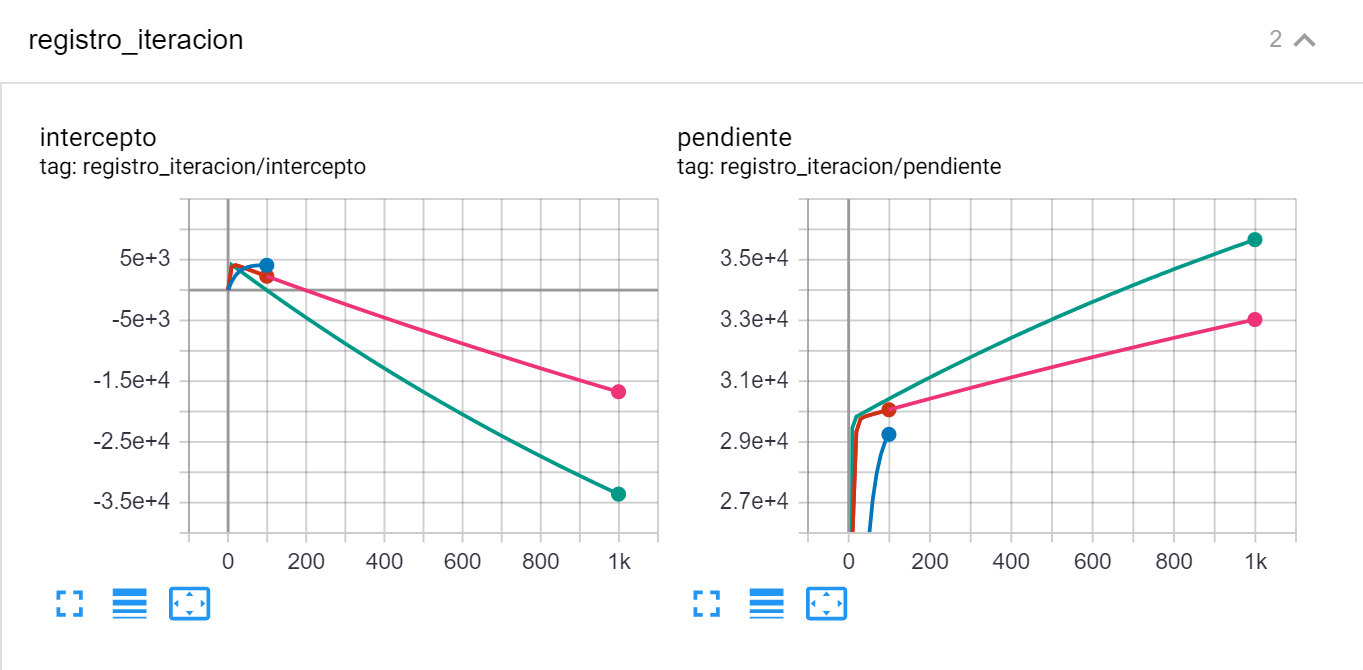 registro_iteracion
2
intercepto
tag: registro_iteracion/intercepto
5e+3
-5e+3
-1.5e+4
-2.5e+4
-3.5e+4
0 200 400 600 800 1k
pendiente
tag: registro_iteracion/pendiente
3.5e+4
3.3e+4
3.1e+4
2.9e+4
2.7e+4
0 200 400 600 800 1k